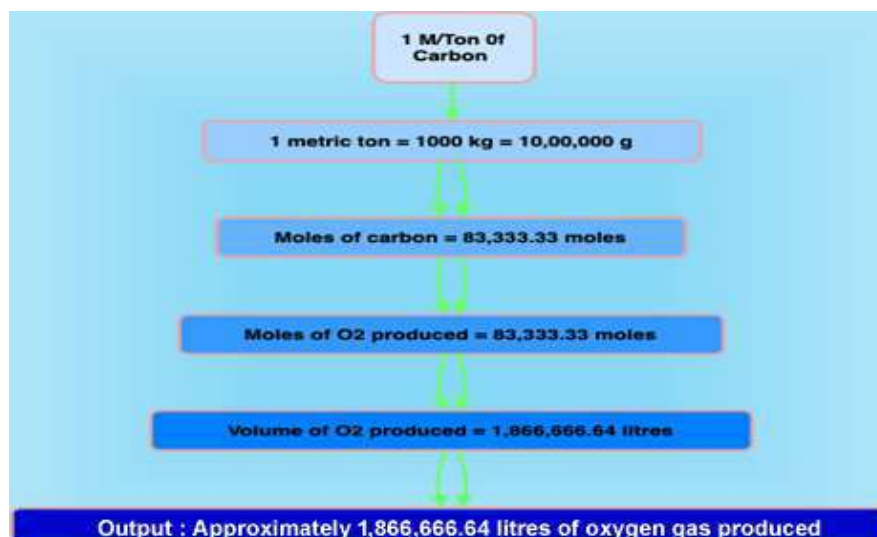 1 M/Ton 0f
Carbon
1 metric ton = 1000 kg = 10,00,000 g
Moles of carbon = 83,333.33 moles
Moles of O2 produced = 83,333.33 moles
Volume of O2 produced = 1,866,666.64 litres
Output : Approximately 1,866,666.64 litres of oxygen gas produced